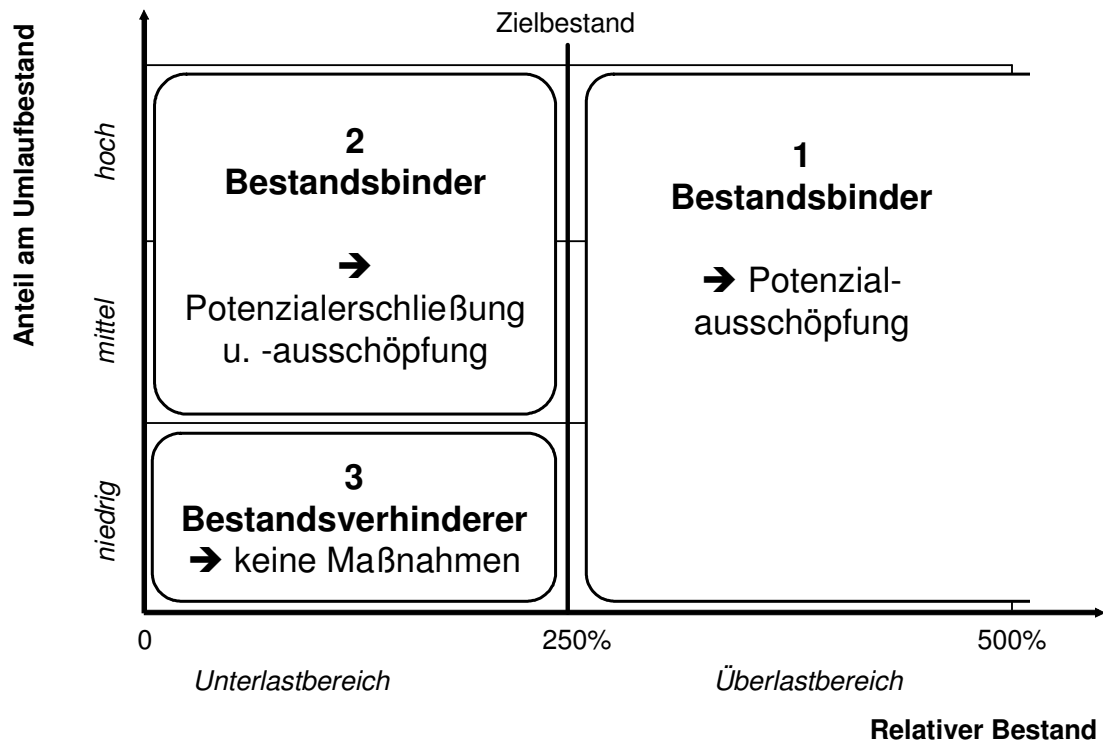 Zielbestand
Anteil am Umlaufbestand
hoch
mittel
niedrig
2
Bestandsbinder
➔
Potenzialerschließung
u. -ausschöpfung
1
Bestandsbinder
➔ Potenzial-
ausschöpfung
3
Bestandsverhinderer
➔ keine Maßnahmen
0
250%
500%
Unterlastbereich
Überlastbereich
Relativer Bestand